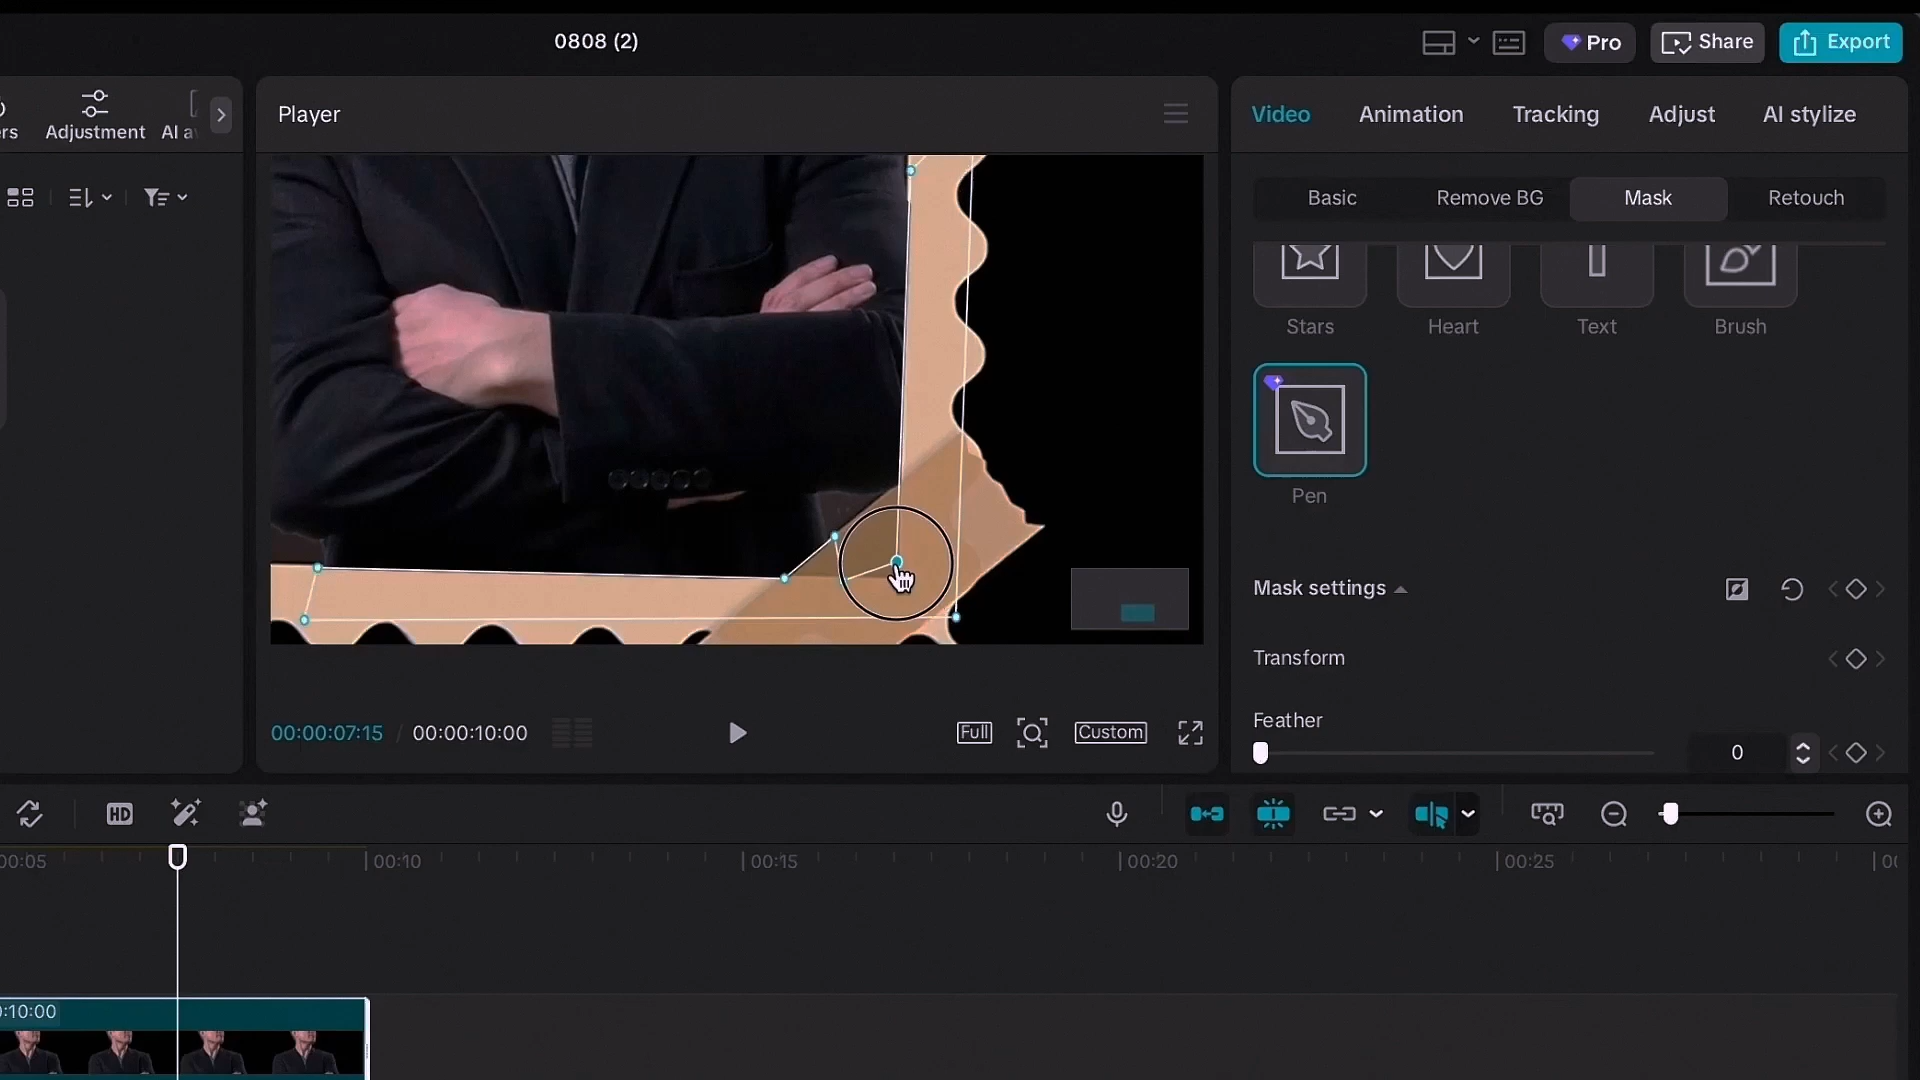 0808 (2)
Pro
Share
Export
ers
Adjustment
AI a
Player
Video
Animation
Tracking
Adjust
AI stylize
Basic
Remove BG
Mask
Retouch
Stars
Heart
Text
Brush
Pen
Mask settings
Transform
Feather
0
00:00:07:15 / 00:00:10:00
Full
Custom
HD
00:05
00:10
00:15
00:20
00:25
0:10:00